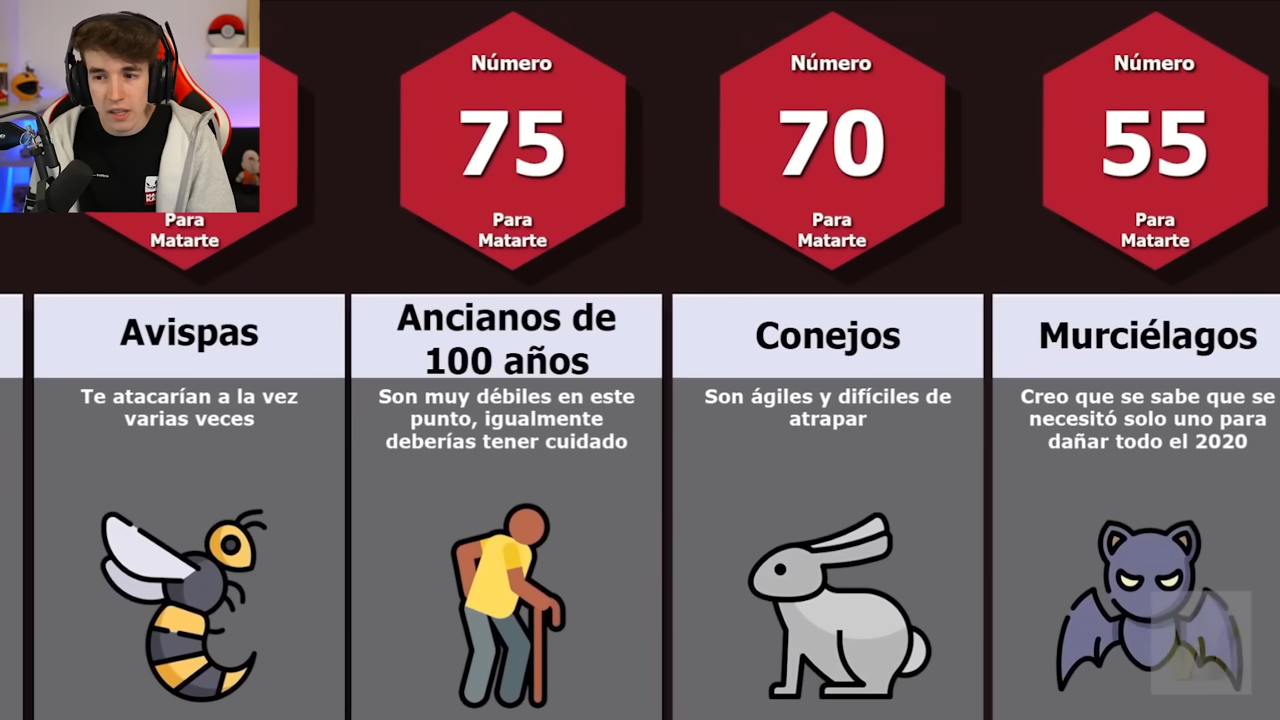 Para
Matarte
Número
75
Para
Matarte
Número
70
Para
Matarte
Número
55
Para
Matarte
Avispas
Te atacarían a la vez
varias veces
Ancianos de
100 años
Son muy débiles en este
punto, igualmente
deberías tener cuidado
Conejos
Son ágiles y difíciles de
atrapar
Murciélagos
Creo que se sabe que se
necesitó solo uno para
dañar todo el 2020